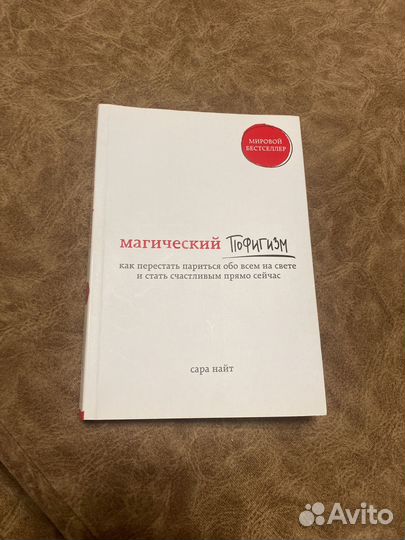 МИРОВОЙ
БЕСТСЕЛЛЕР
магический ПОФИГИЗМ
как перестать париться обо всем на свете
и стать счастливым прямо сейчас
сара найт
Avito